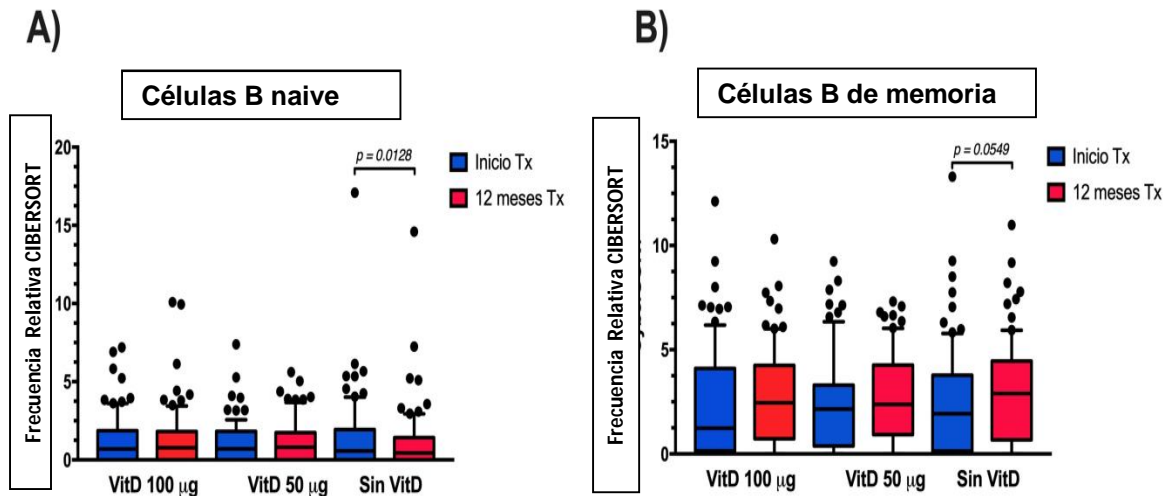 A)
Células B naive
Frecuencia Relativa CIBERSORT
20
15
10
5
0
p = 0.0128
Inicio Tx
12 meses Tx
VitD 100 μg
VitD 50 μg
Sin VitD
B)
Células B de memoria
Frecuencia Relativa CIBERSORT
15
10
5
0
p = 0.0549
Inicio Tx
12 meses Tx
VitD 100 μg
VitD 50 μg
Sin VitD